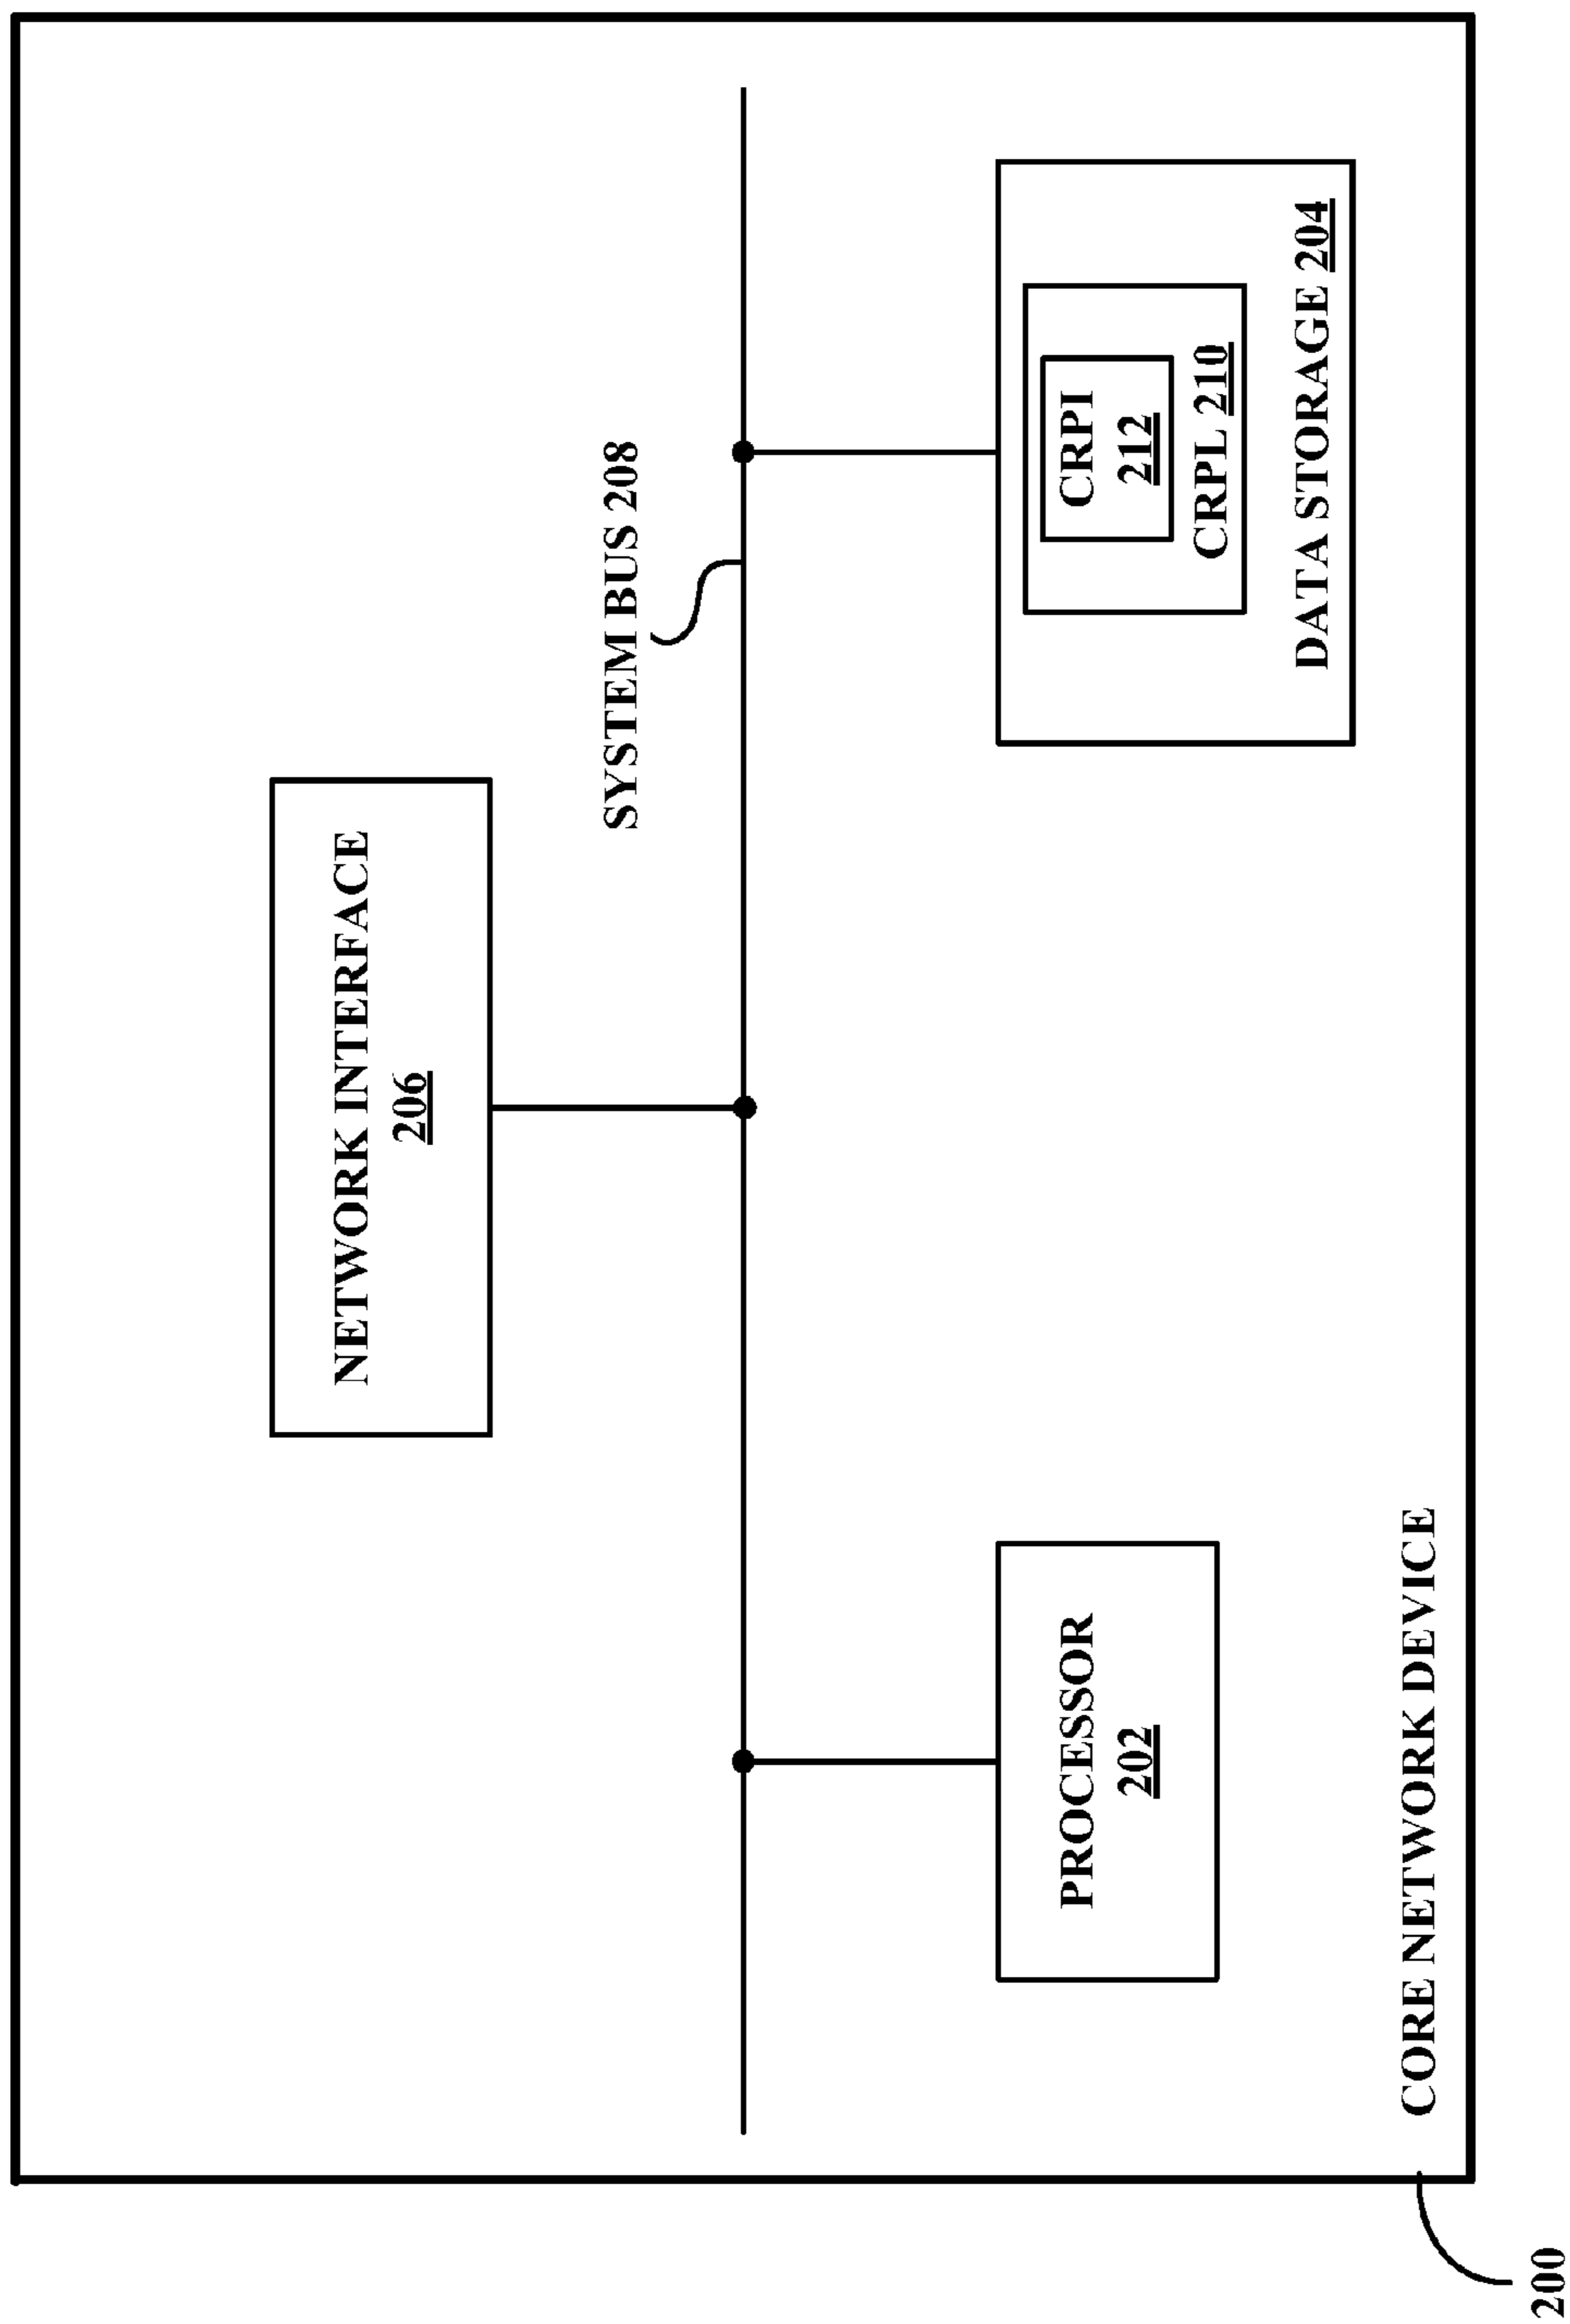 NETWORK INTERFACE
206
SYSTEM BUS 208
PROCESSOR
202
CRPI
212
CRPL 210
DATA STORAGE 204
CORE NETWORK DEVICE
200